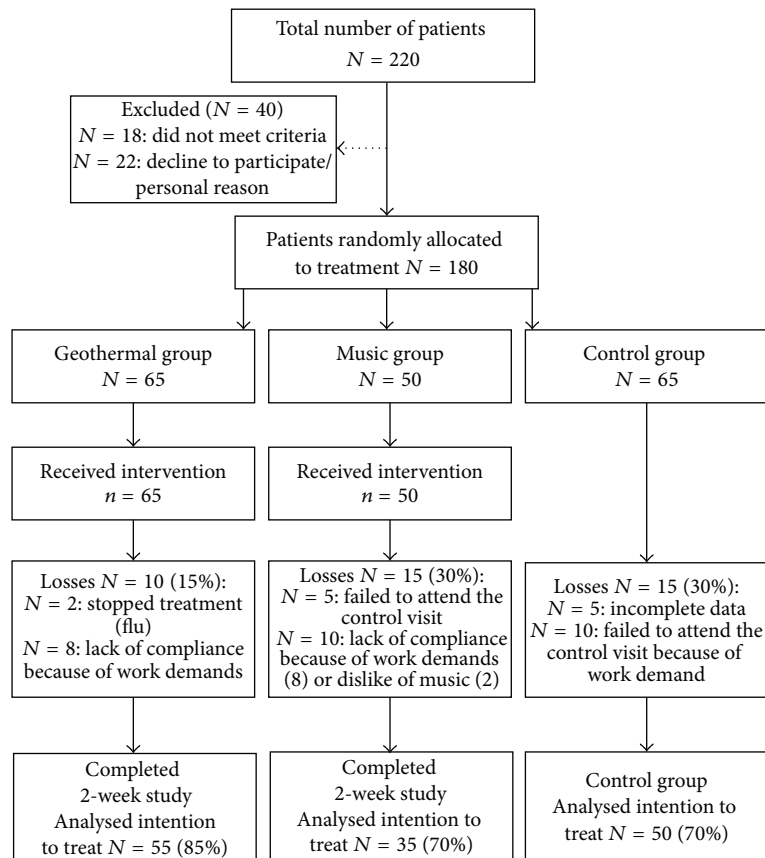 Total number of patients
N = 220
Excluded (N = 40)
N = 18: did not meet criteria
N = 22: decline to participate/
personal reason
Patients randomly allocated
to treatment N = 180
Geothermal group
N = 65
Music group
N = 50
Control group
N = 65
Received intervention
n = 65
Received intervention
n = 50
Losses N = 10 (15%):
N = 2: stopped treatment
(flu)
N = 8: lack of compliance
because of work demands
Losses N = 15 (30%):
N = 5: failed to attend the
control visit
N = 10: lack of compliance
because of work demands
(8) or dislike of music (2)
Losses N = 15 (30%):
N = 5: incomplete data
N = 10: failed to attend the
control visit because of
work demand
Completed
2-week study
Analysed intention
to treat N = 55 (85%)
Completed
2-week study
Analysed intention to
treat N = 35 (70%)
Control group
Analysed intention to
treat N = 50 (70%)